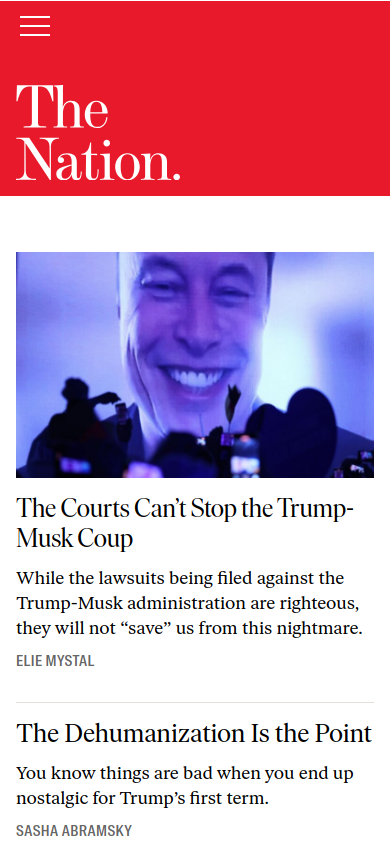 The
Nation.
The Courts Can’t Stop the Trump-
Musk Coup
While the lawsuits being filed against the
Trump-Musk administration are righteous,
they will not “save” us from this nightmare.
ELIE MYSTAL
The Dehumanization Is the Point
You know things are bad when you end up
nostalgic for Trump’s first term.
SASHA ABRAMSKY